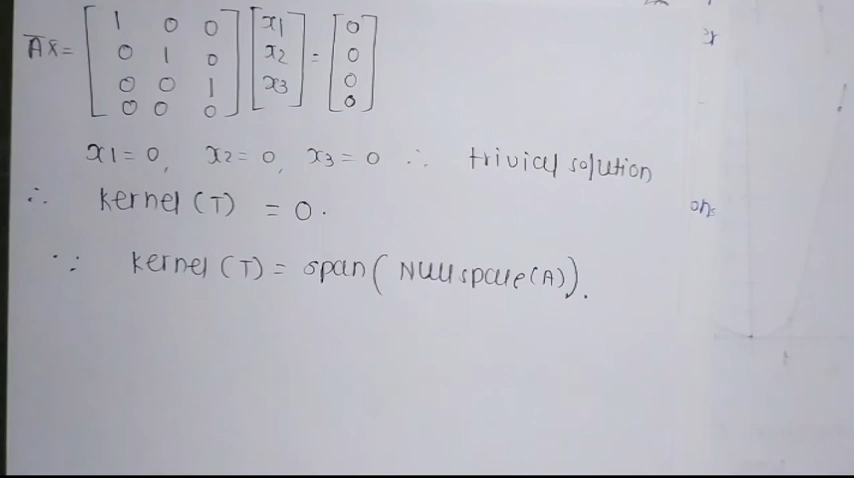 Ax̄ = [1 0 0; 0 1 0; 0 0 1; 0 0 0] [x1; x2; x3] = [0; 0; 0; 0]
x1 = 0, x2 = 0, x3 = 0 ∴ trivial solution
∴ kernel (T) = 0.
∵ kernel (T) = span (Nullspace(A)).